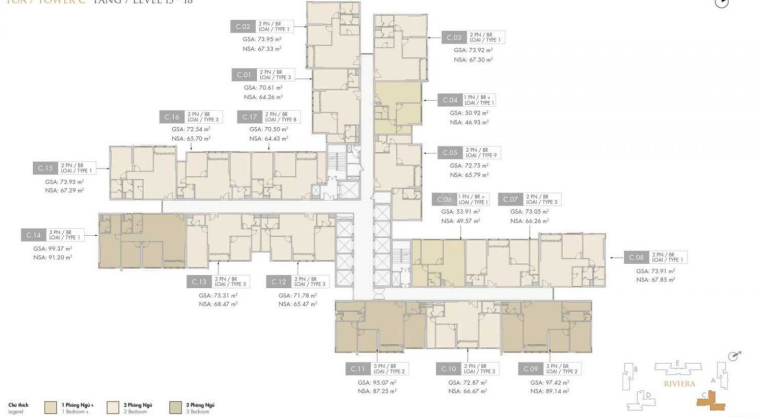 TOA / TOWER C TẦNG / LEVEL 15 - 18
C.02 2 PN / BR
LOẠI / TYPE 1
GSA: 73.95 m²
NSA: 67.33 m²
C.03 2 PN / BR
LOẠI / TYPE 1
GSA: 73.92 m²
NSA: 67.30 m²
C.01 2 PN / BR
LOẠI / TYPE 3
GSA: 70.61 m²
NSA: 64.26 m²
C.04 1 PN / BR +
LOẠI / TYPE 1
GSA: 50.92 m²
NSA: 46.93 m²
C.16 2 PN / BR
LOẠI / TYPE 3
GSA: 72.54 m²
NSA: 65.70 m²
C.17 2 PN / BR
LOẠI / TYPE 8
GSA: 70.50 m²
NSA: 64.43 m²
C.05 2 PN / BR
LOẠI / TYPE 9
GSA: 72.75 m²
NSA: 65.79 m²
C.15 2 PN / BR
LOẠI / TYPE 1
GSA: 73.93 m²
NSA: 67.29 m²
C.06 1 PN / BR +
LOẠI / TYPE 1
GSA: 53.91 m²
NSA: 49.57 m²
C.07 2 PN / BR
LOẠI / TYPE 3
GSA: 73.05 m²
NSA: 66.26 m²
C.14 3 PN / BR
LOẠI / TYPE 1
GSA: 99.37 m²
NSA: 91.20 m²
C.08 2 PN / BR
LOẠI / TYPE 1
GSA: 73.91 m²
NSA: 67.85 m²
C.13 2 PN / BR
LOẠI / TYPE 3
GSA: 75.31 m²
NSA: 68.47 m²
C.12 2 PN / BR
LOẠI / TYPE 3
GSA: 71.78 m²
NSA: 65.47 m²
C.11 3 PN / BR
LOẠI / TYPE 2
GSA: 95.07 m²
NSA: 87.25 m²
C.10 2 PN / BR
LOẠI / TYPE 3
GSA: 72.87 m²
NSA: 66.67 m²
C.09 3 PN / BR
LOẠI / TYPE 2
GSA: 97.42 m²
NSA: 89.14 m²
E
B
A
RIVIERA
D
C
Chú thích
Legend
1 Phòng Ngủ +
1 Bedroom +
2 Phòng Ngủ
2 Bedroom
3 Phòng Ngủ
3 Bedroom